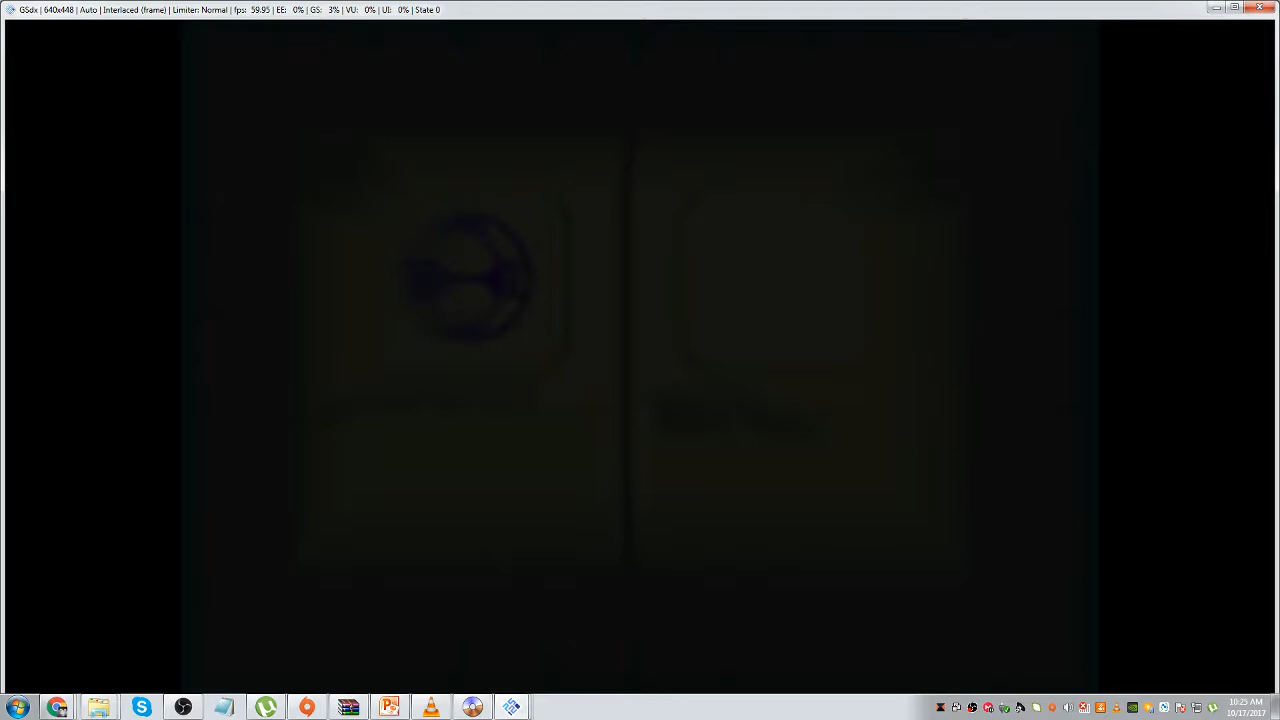 GSdx | 640x448 | Auto | Interlaced (frame) | Limiter: Normal | fps: 59.95 | EE: 0% | GS: 3% | VU: 0% | UI: 0% | State 0
10:25 AM
10/17/2017